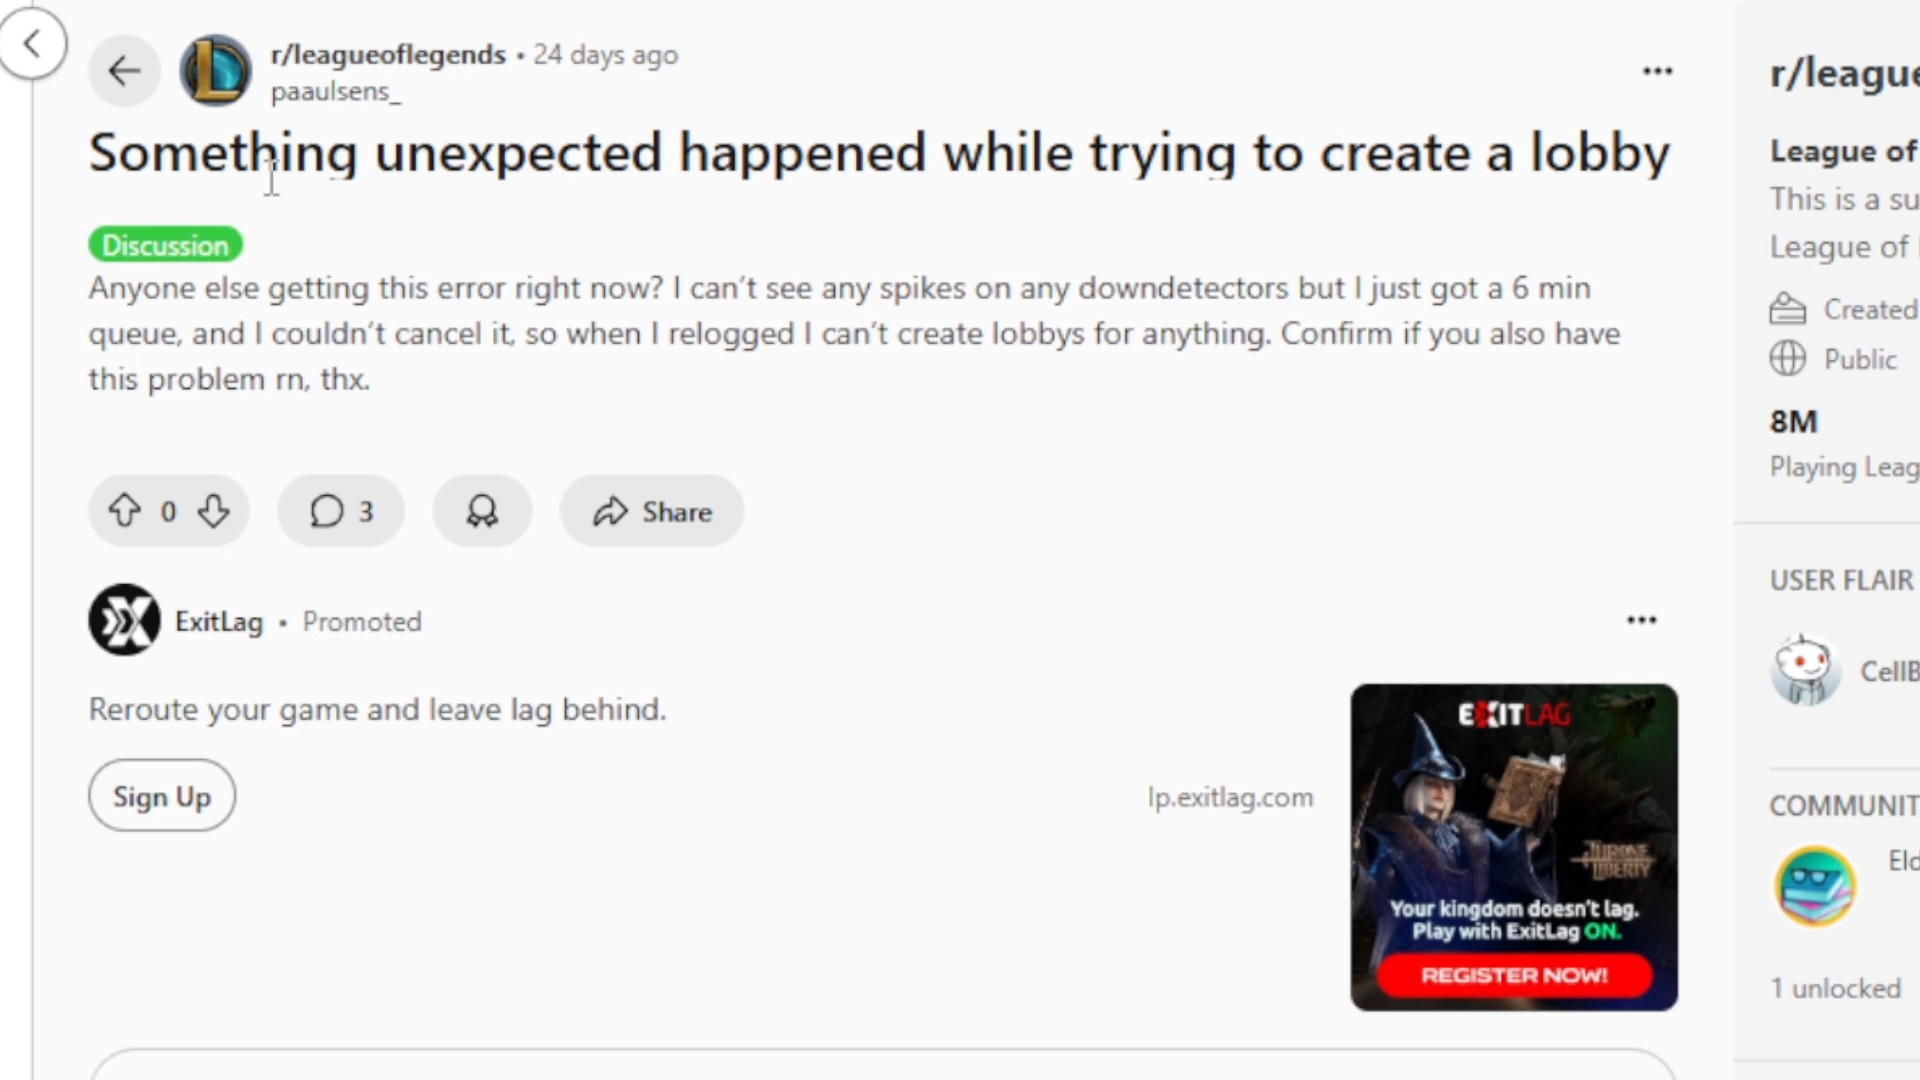 r/leagueoflegends • 24 days ago
paaulsens_
Something unexpected happened while trying to create a lobby
Discussion
Anyone else getting this error right now? I can’t see any spikes on any downdetectors but I just got a 6 min
queue, and I couldn’t cancel it, so when I relogged I can’t create lobbys for anything. Confirm if you also have
this problem rn, thx.
0
3
Share
ExitLag • Promoted
Reroute your game and leave lag behind.
Sign Up
lp.exitlag.com
EXITLAG
THRONE
LIBERTY
Your kingdom doesn't lag.
Play with ExitLag ON.
REGISTER NOW!
r/league
League of
This is a su
League of
Created
Public
8M
Playing Leag
USER FLAIR
CellB
COMMUNIT
Eld
1 unlocked